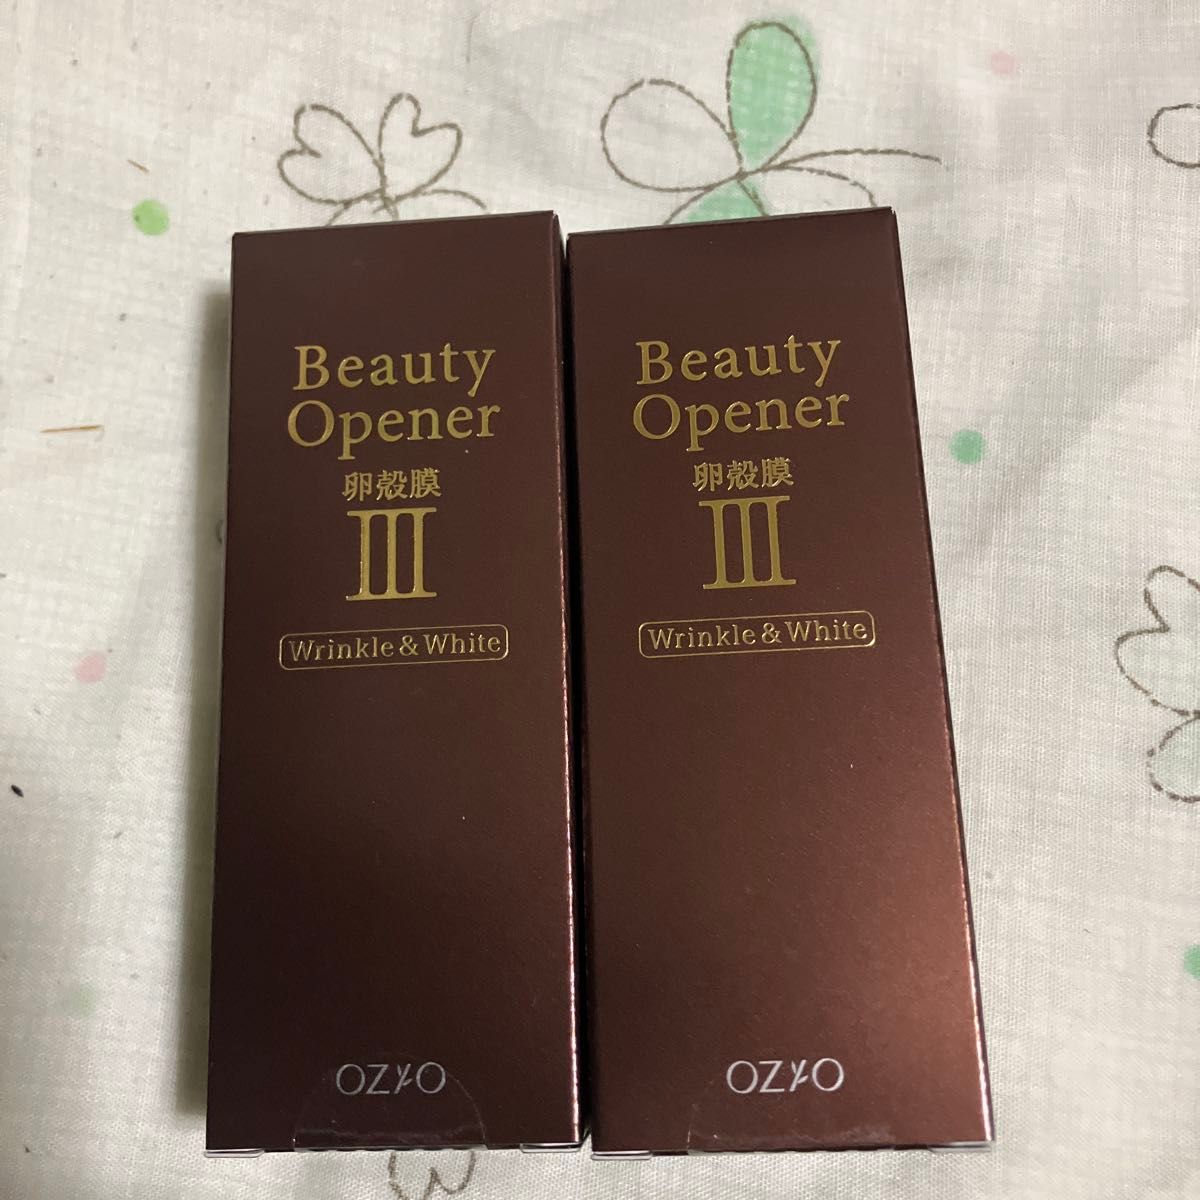 Beauty
Opener
卵殻膜
III
Wrinkle & White
OZIO
Beauty
Opener
卵殻膜
III
Wrinkle & White
OZIO